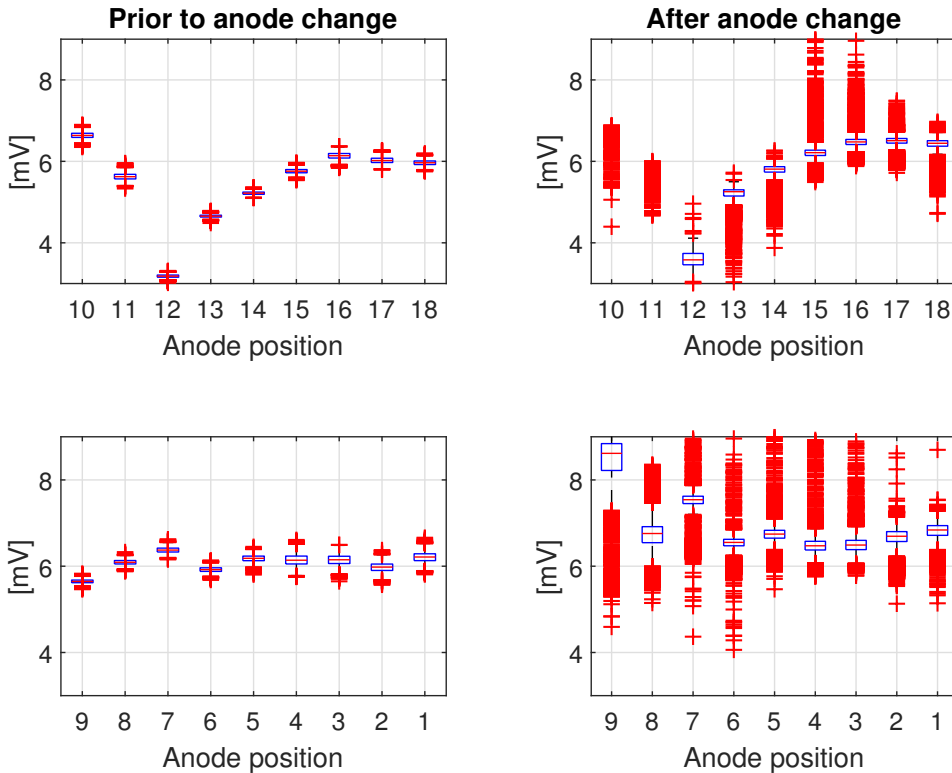 Prior to anode change
After anode change
8
6
4
[mV]
10 11 12 13 14 15 16 17 18
Anode position
8
6
4
[mV]
10 11 12 13 14 15 16 17 18
Anode position
8
6
4
[mV]
9 8 7 6 5 4 3 2 1
Anode position
8
6
4
[mV]
9 8 7 6 5 4 3 2 1
Anode position